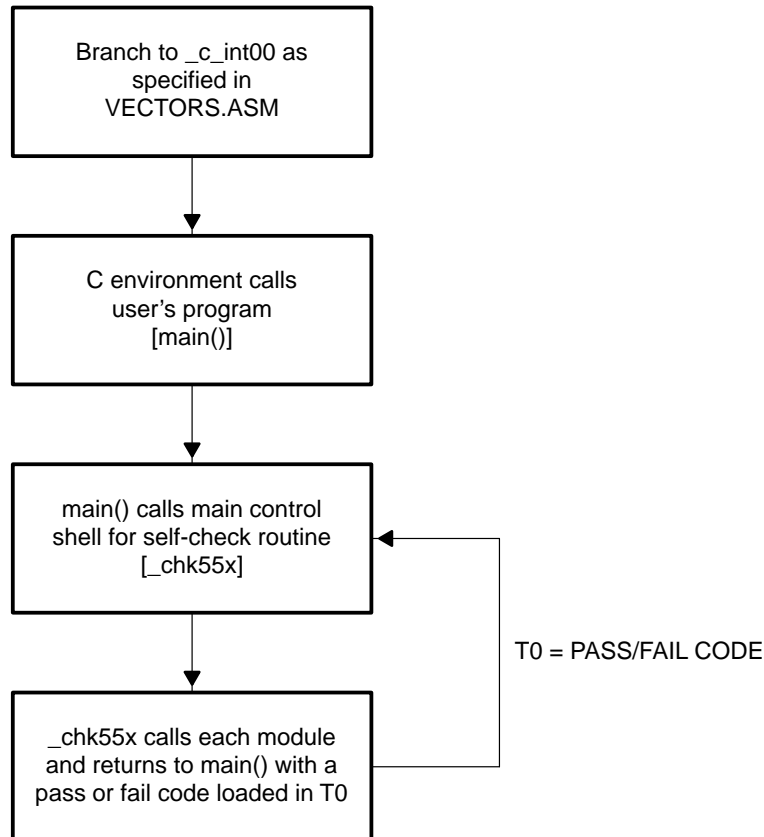 Branch to _c_int00 as
specified in
VECTORS.ASM
C environment calls
user’s program
[main()]
main() calls main control
shell for self-check routine
[_chk55x]
T0 = PASS/FAIL CODE
_chk55x calls each module
and returns to main() with a
pass or fail code loaded in T0